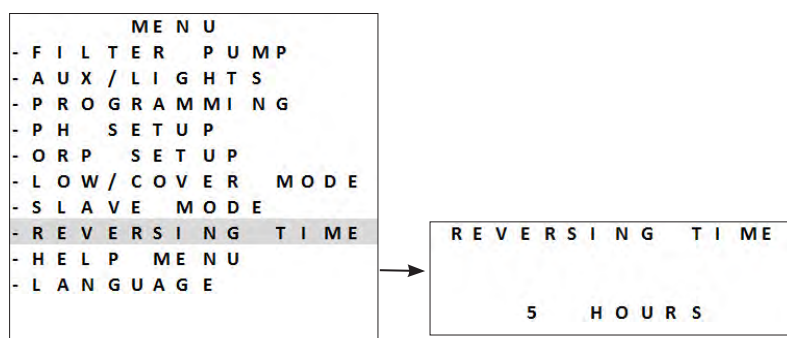 MENU
-FILTER PUMP
-AUX/LIGHTS
-PROGRAMMING
-PH SETUP
-ORP SETUP
-LOW/COVER MODE
-SLAVE MODE
-REVERSING TIME
-HELP MENU
-LANGUAGE
REVERSING TIME
5 HOURS